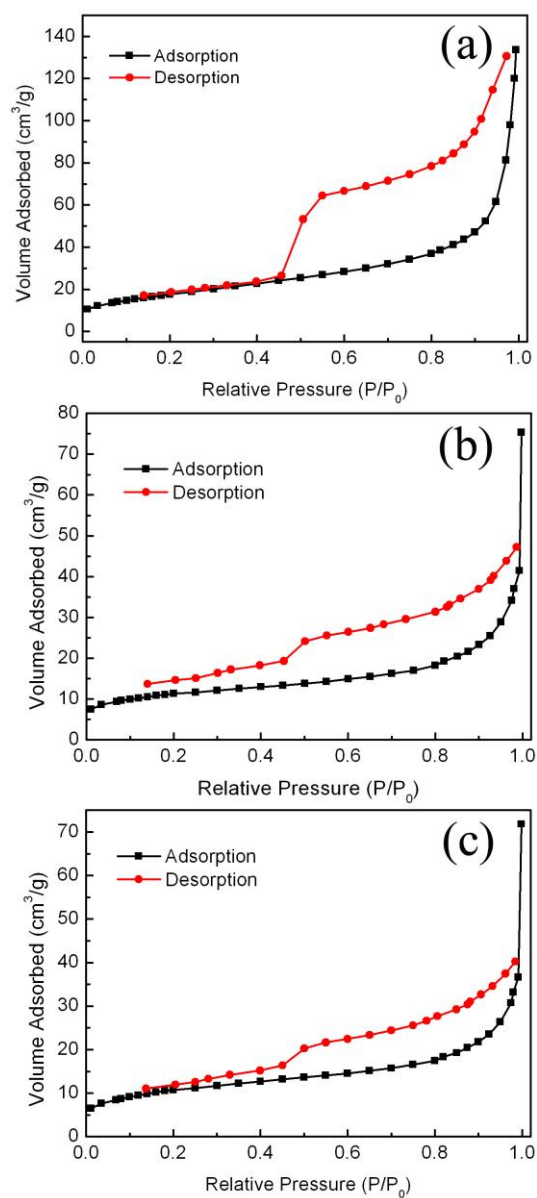 (a)
Adsorption
Desorption
Volume Adsorbed (cm³/g)
140
120
100
80
60
40
20
0
0.0 0.2 0.4 0.6 0.8 1.0
Relative Pressure (P/P₀)
(b)
Adsorption
Desorption
Volume Adsorbed (cm³/g)
80
70
60
50
40
30
20
10
0
0.0 0.2 0.4 0.6 0.8 1.0
Relative Pressure (P/P₀)
(c)
Adsorption
Desorption
Volume Adsorbed (cm³/g)
70
60
50
40
30
20
10
0
0.0 0.2 0.4 0.6 0.8 1.0
Relative Pressure (P/P₀)